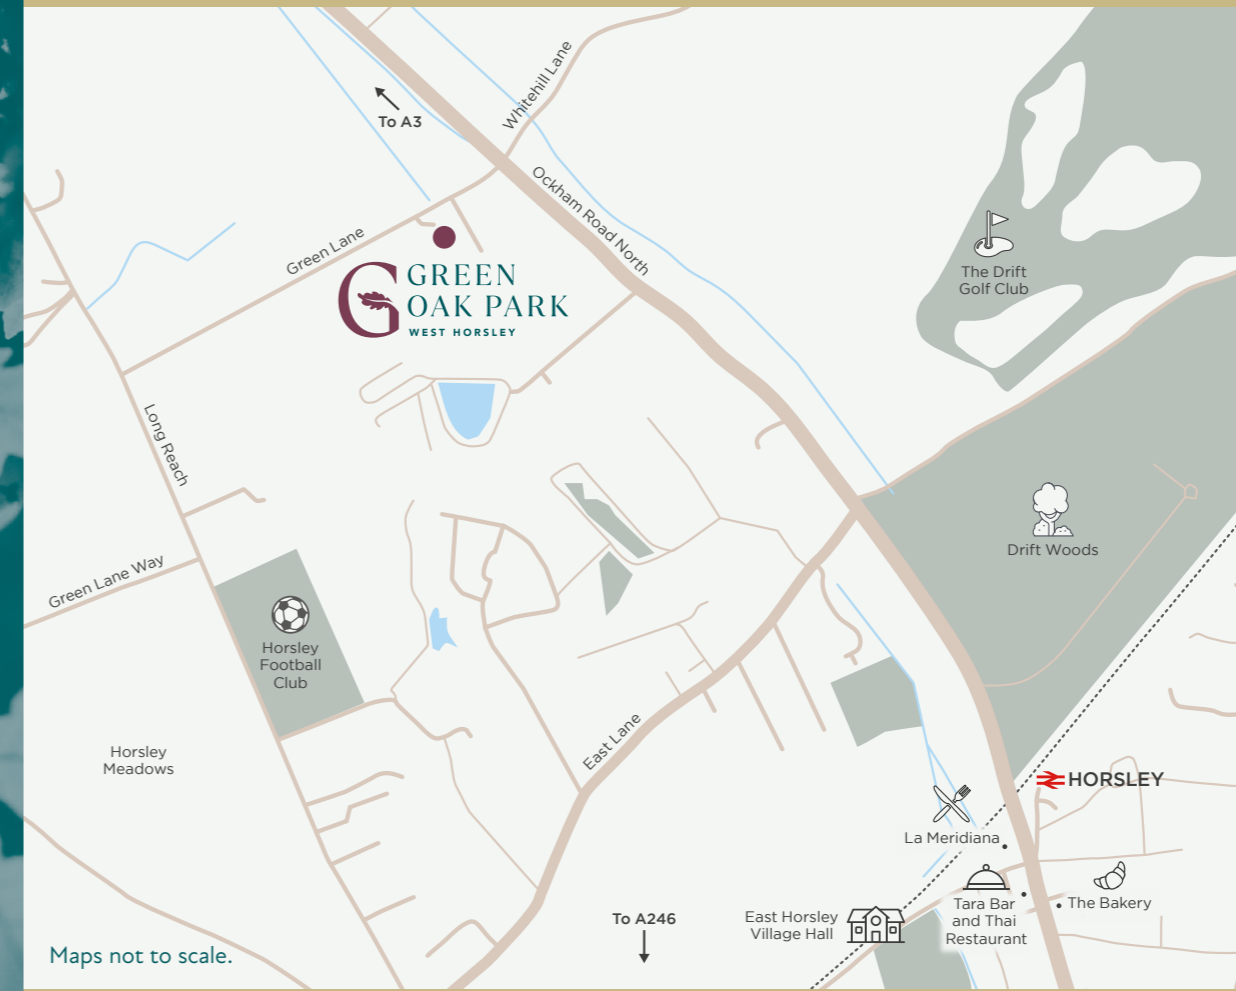 Whitehill Lane
To A3
Ockham Road North
Green Lane
GREEN
OAK PARK
WEST HORSLEY
The Drift
Golf Club
Long Reach
Drift Woods
Green Lane Way
Horsley
Football
Club
East Lane
Horsley
Meadows
HORSLEY
La Meridiana
To A246
East Horsley
Village Hall
Tara Bar
and Thai
Restaurant
The Bakery
Maps not to scale.